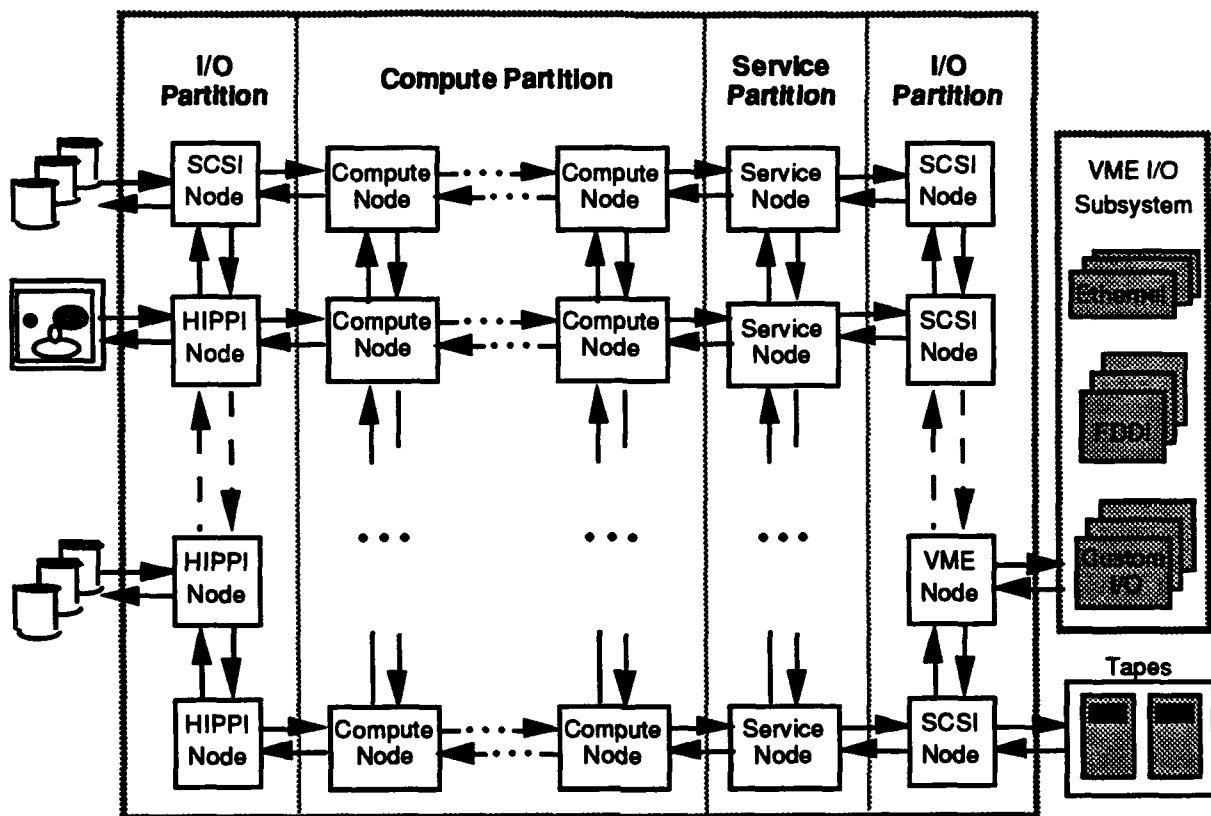 I/O
Partition
Compute Partition
Service
Partition
I/O
Partition
SCSI
Node
Compute
Node
Compute
Node
Service
Node
SCSI
Node
VME I/O
Subsystem
HIPPI
Node
Compute
Node
Compute
Node
Service
Node
SCSI
Node
Ethernet
FDDI
HIPPI
Node
VME
Node
Custom
I/O
HIPPI
Node
Compute
Node
Compute
Node
Service
Node
SCSI
Node
Tapes